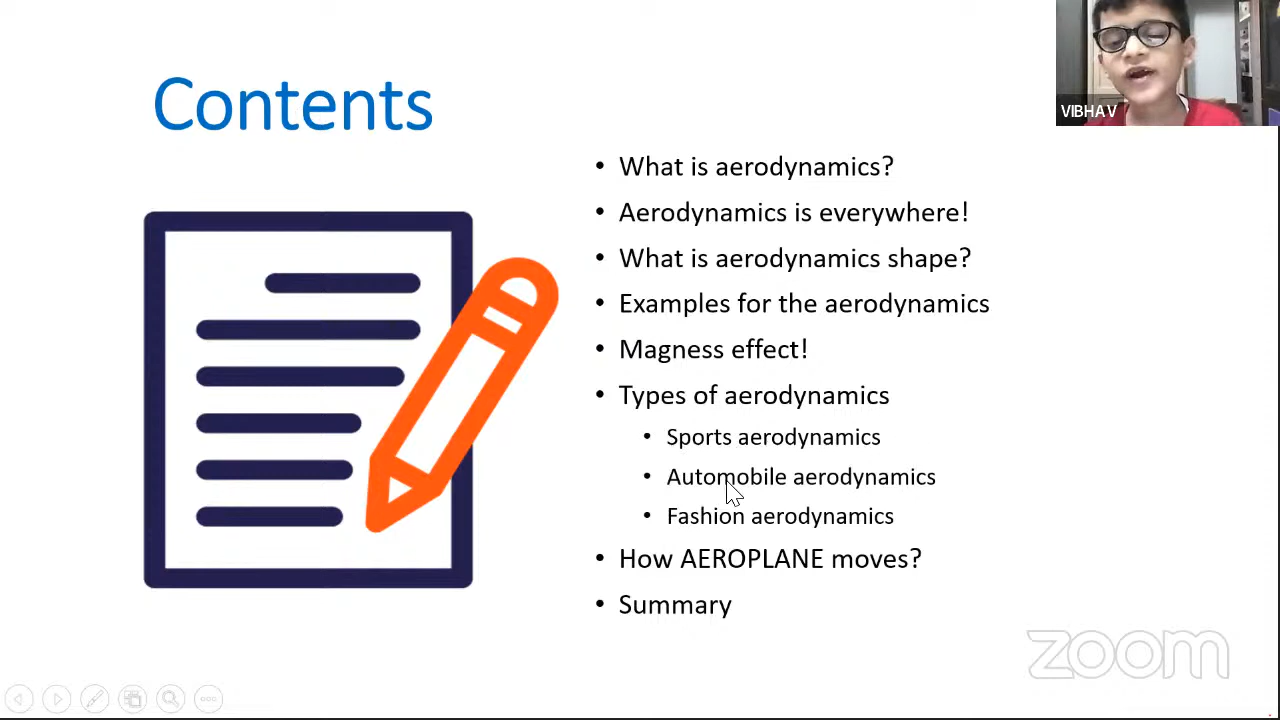 Contents
VIBHAV
• What is aerodynamics?
• Aerodynamics is everywhere!
• What is aerodynamics shape?
• Examples for the aerodynamics
• Magness effect!
• Types of aerodynamics
• Sports aerodynamics
• Automobile aerodynamics
• Fashion aerodynamics
• How AEROPLANE moves?
• Summary
zoom